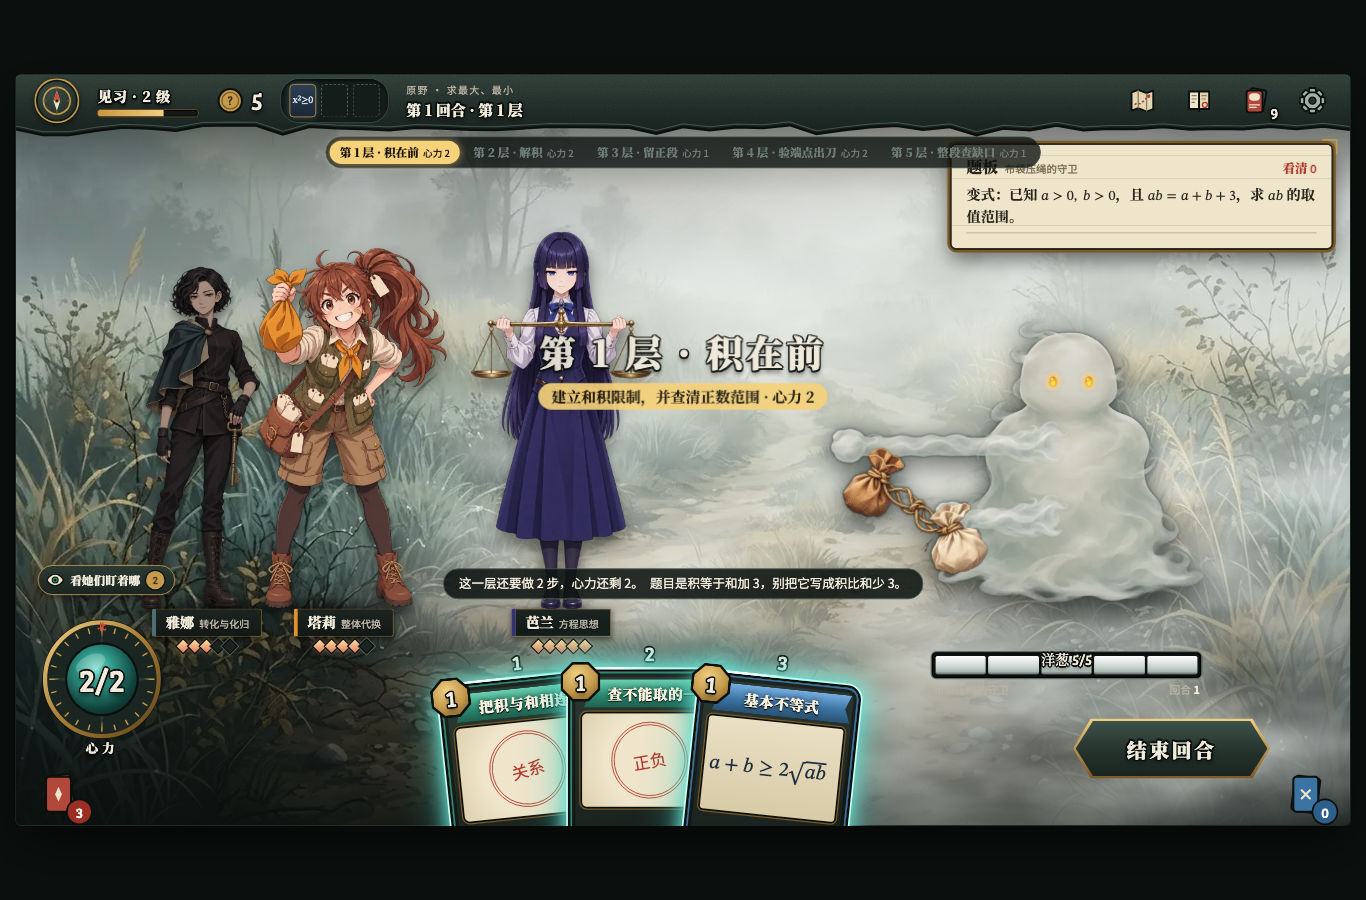 见习·2级
?
5
x²≥0
原野 · 求最大、最小
第1回合·第1层
9
第1层·积在前 心力2
第2层·解积 心力2
第3层·留正段 心力1
第4层·验端点出刀 心力2
第5层·整段查缺口 心力1
题板 布袋压绳的守卫
看清0
变式：已知 a > 0, b > 0，且 ab = a + b + 3，求 ab 的取
值范围。
第1层·积在前
建立和积限制，并查清正数范围·心力2
看她们盯着哪 2
这一层还要做2步，心力还剩2。 题目是积等于和加3，别把它写成积比和少3。
雅娜 转化与化归
塔莉 整体代换
芭兰 方程思想
2/2
心力
3
1
1
把积与和相连
关系
2
1
查不能取的
正负
3
1
基本不等式
a + b ≥ 2√ab
洋葱5/5
回合1
结束回合
0